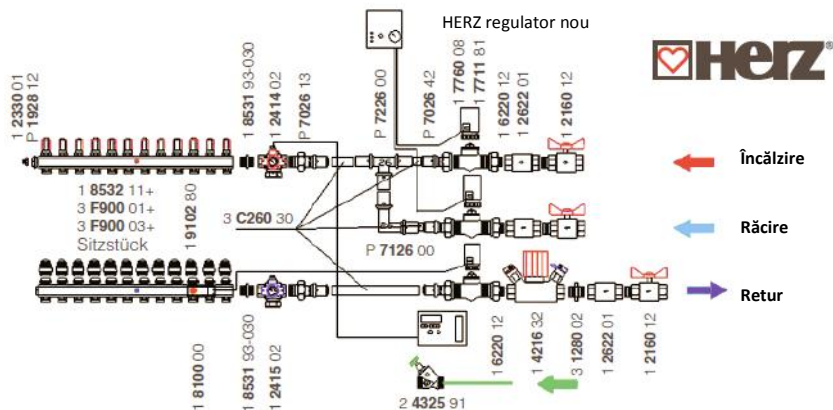 HERZ regulator nou
HERZ®
1 2330 01
P 1928 12
1 8531 93-030
1 2414 02
P 7026 13
P 7226 00
P 7026 42
1 7760 08
1 7711 81
1 6220 12
1 2622 01
1 2160 12
Încălzire
1 8532 11+
3 F900 01+
3 F900 03+
Sitzstück
1 9102 80
3 C260 30
Răcire
P 7126 00
Retur
1 8100 00
1 8531 93-030
1 2415 02
2 4325 91
1 6220 12
1 4216 32
3 1280 02
1 2622 01
1 2160 12